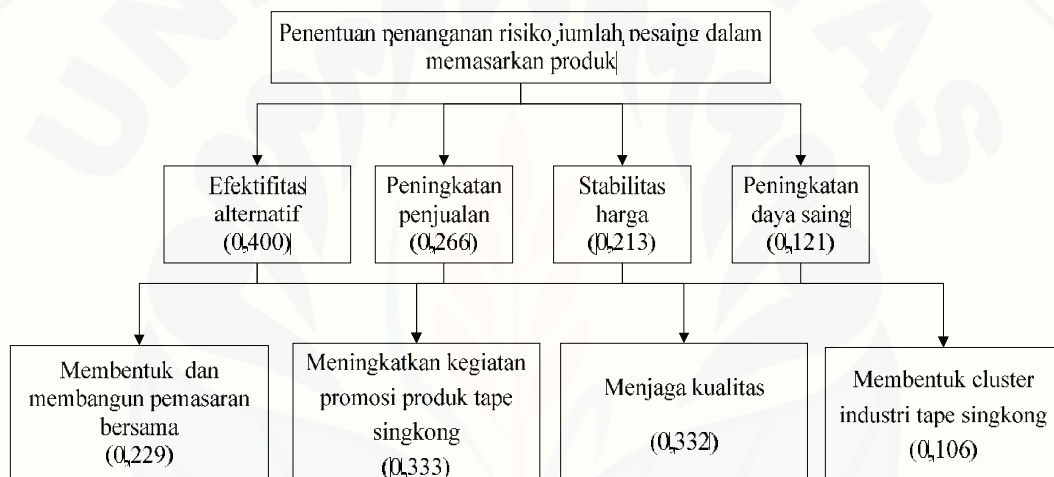 Penentuan penanganan risiko jumlah pesaing dalam
memasarkan produk
Efektifitas
alternatif
(0,400)
Peningkatan
penjualan
(0,266)
Stabilitas
harga
(0,213)
Peningkatan
daya saing
(0,121)
Membentuk dan
membangun pemasaran
bersama
(0,229)
Meningkatkan kegiatan
promosi produk tape
singkong
(0,333)
Menjaga kualitas
(0,332)
Membentuk cluster
industri tape singkong
(0,106)